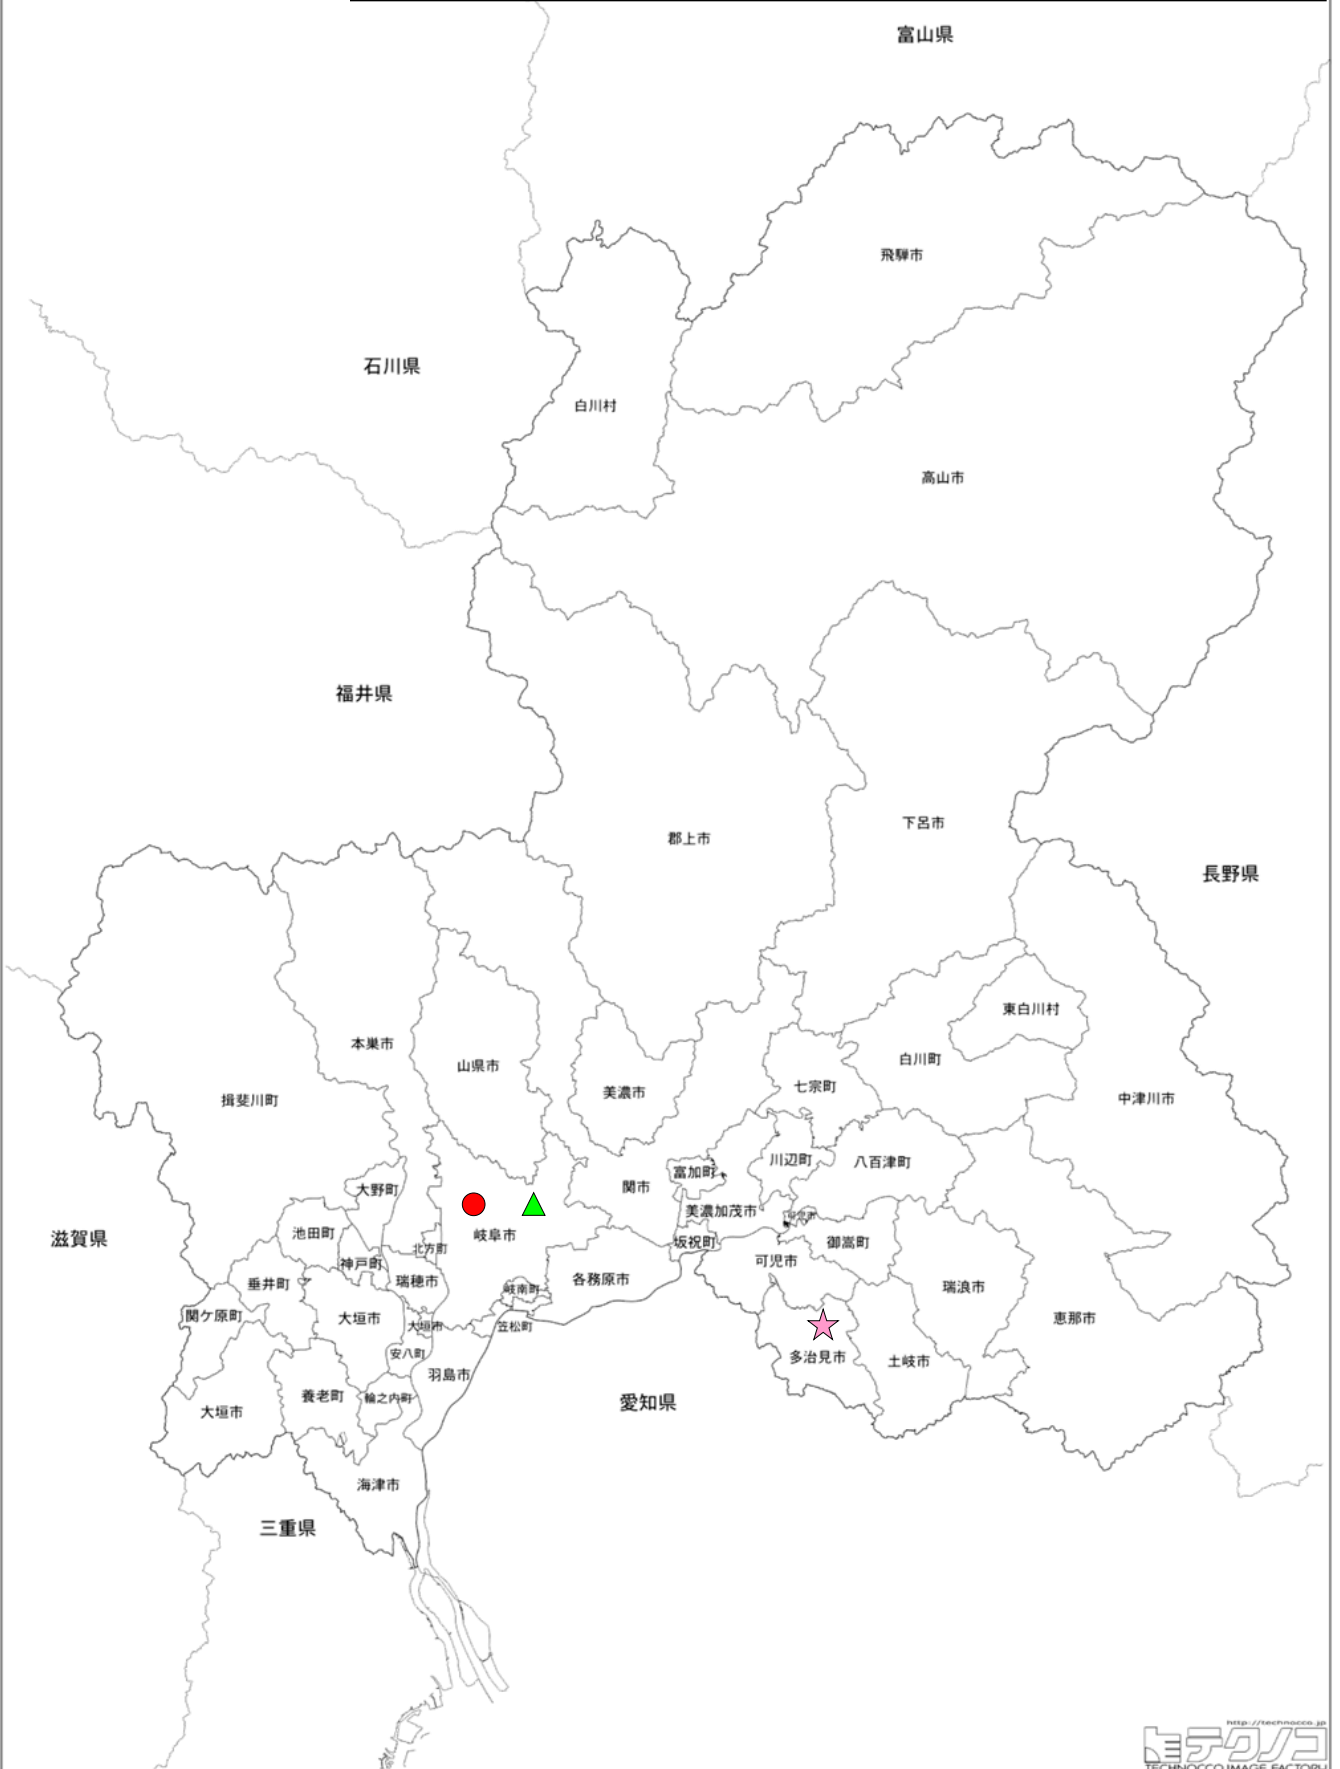 富山県
飛騨市
石川県
白川村
高山市
福井県
下呂市
郡上市
長野県
東白川村
本巣市
白川町
山県市
七宗町
美濃市
中津川市
揖斐川町
川辺町
八百津町
富加町
関市
大野町
美濃加茂市
池田町
岐阜市
滋賀県
坂祝町
御嵩町
北方町
可児市
神戸町
各務原市
瑞穂市
垂井町
瑞浪市
岐南町
関ケ原町
大垣市
恵那市
大垣市
笠松町
安八町
多治見市
土岐市
羽島市
養老町
輪之内町
愛知県
大垣市
海津市
三重県
http://technocco.jp
テクノコ
TECHNOCCO IMAGE FACTORY